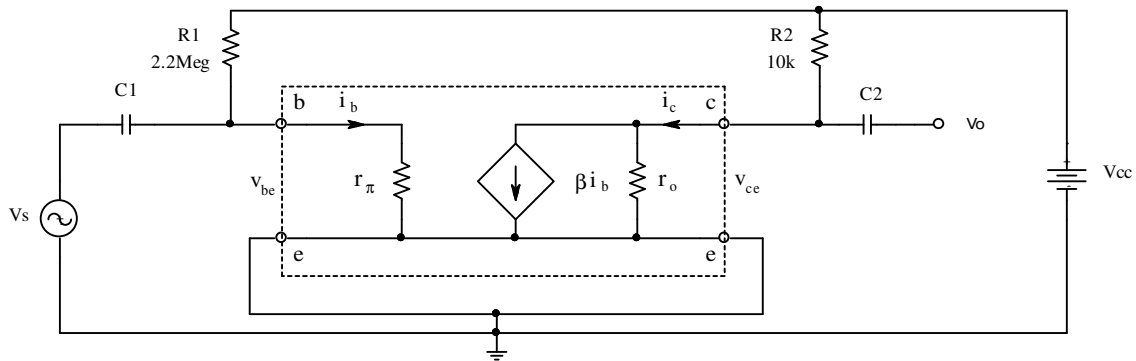 R1
2.2Meg
R2
10k
C1
b
i b
i c
c
C2
Vo
v be
r π
β i b
r o
v ce
Vcc
Vs
e
e